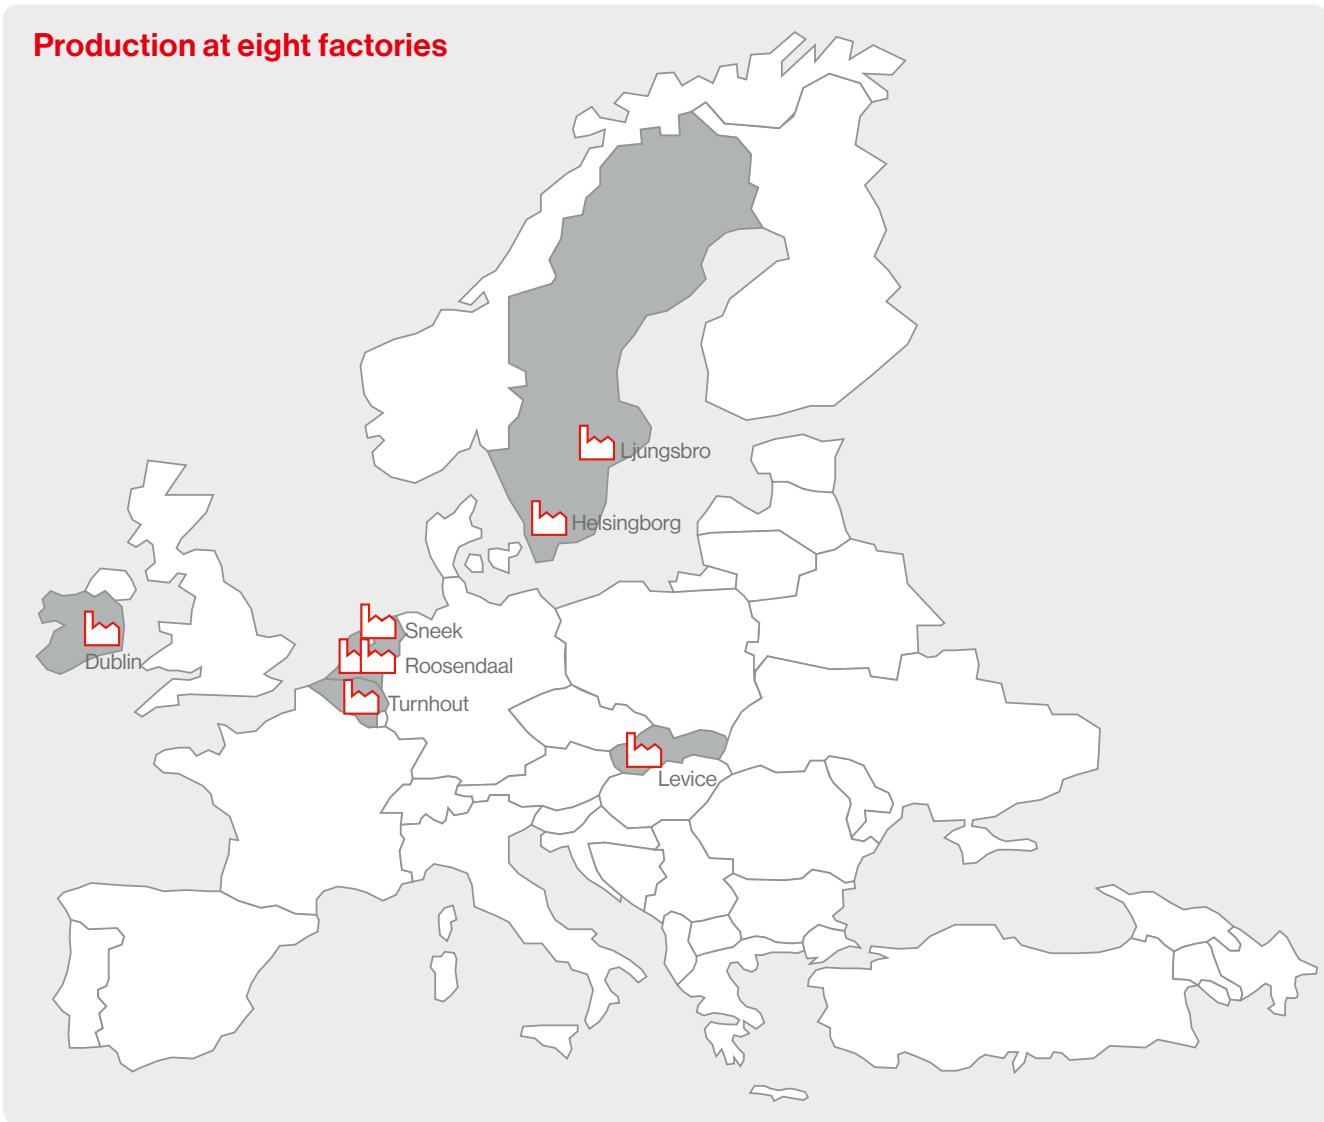 Production at eight factories
Ljungsbro
Helsingborg
Sneek
Dublin
Roosendaal
Turnhout
Levice